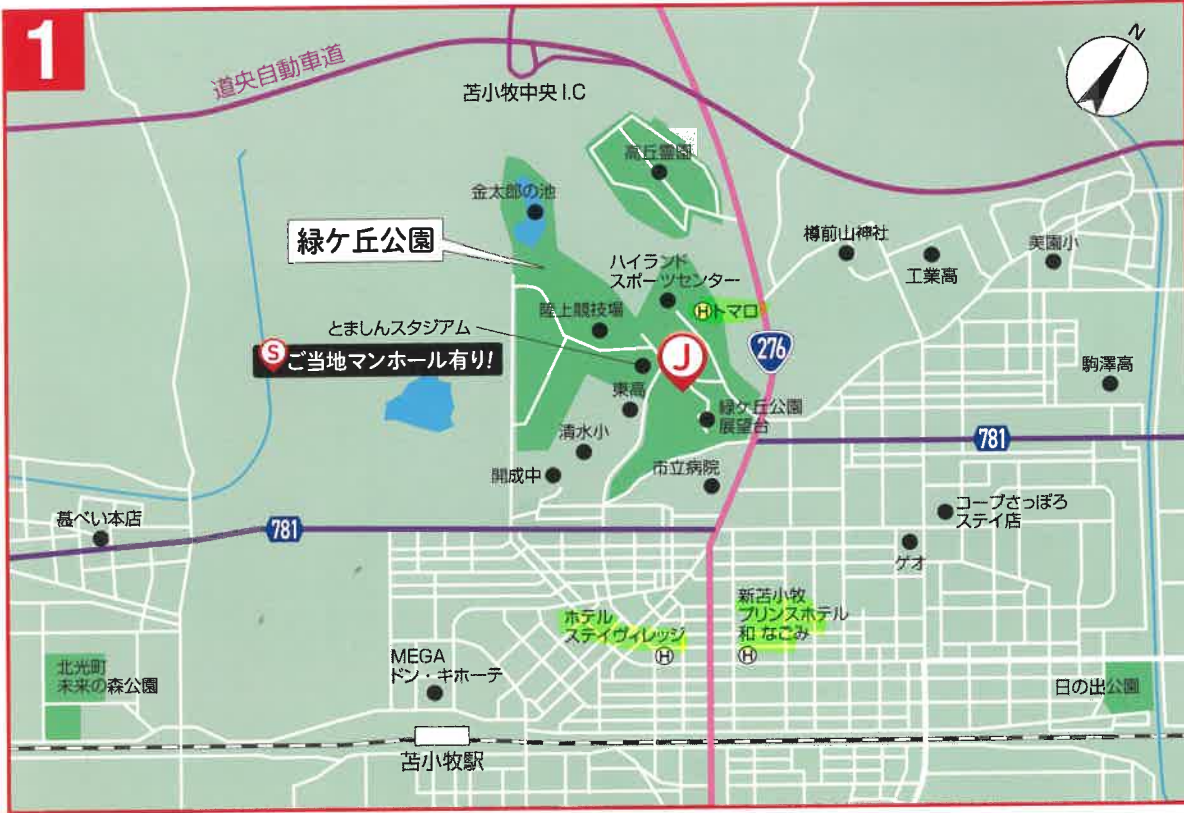 1
N
道央自動車道
苫小牧中央 I.C
高丘霊園
金太郎の池
緑ケ丘公園
樽前山神社
工業高
美園小
ハイランド
スポーツセンター
陸上競技場
Ⓗトマロ
とましんスタジアム
S
ご当地マンホール有り!
J
276
駒澤高
東高
緑ケ丘公園
展望台
清水小
781
開成中
市立病院
コープさっぽろ
ステイ店
甚べい本店
781
ゲオ
ホテル
ステイヴィレッジ
Ⓗ
新苫小牧
プリンスホテル
和 なごみ
Ⓗ
MEGA
ドン・キホーテ
北光町
未来の森公園
日の出公園
苫小牧駅